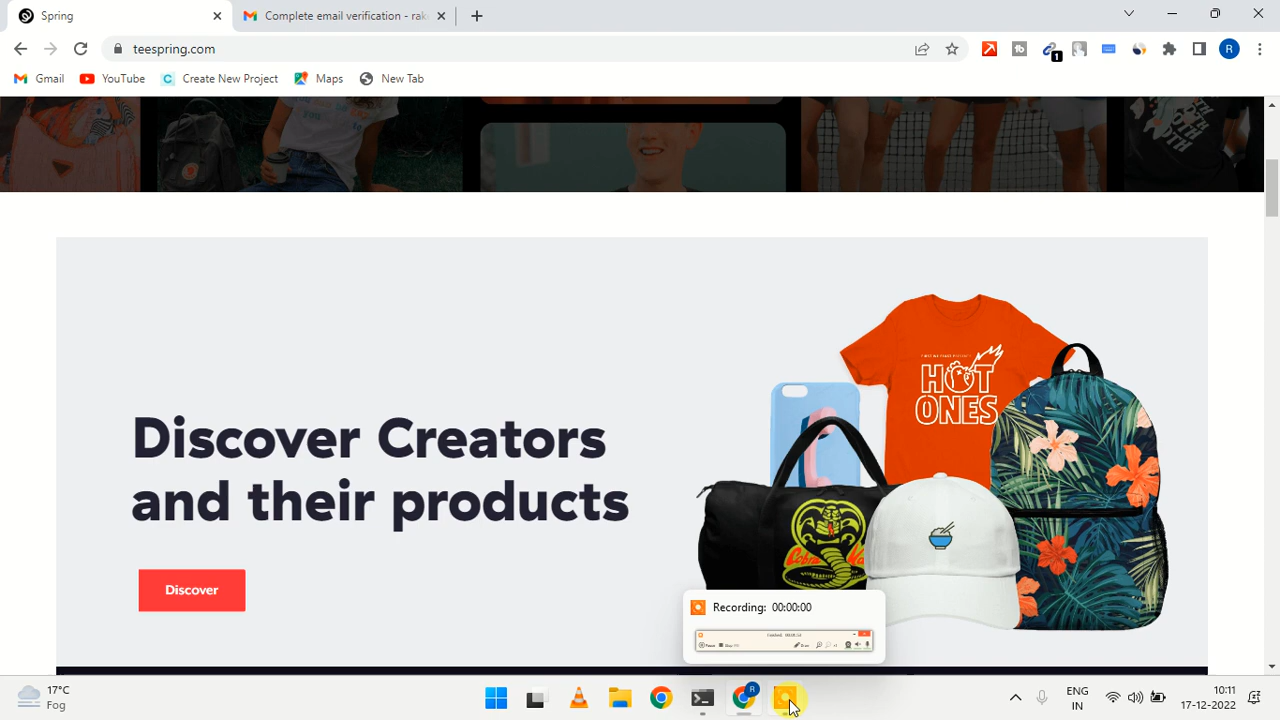 Spring
Complete email verification - rak
teespring.com
1
R
Gmail
YouTube
Create New Project
Maps
New Tab
HOT
ONES
Discover Creators
and their products
Discover
Recording: 00:00:00
17°C
Fog
R
ENG
IN
10:11
17-12-2022